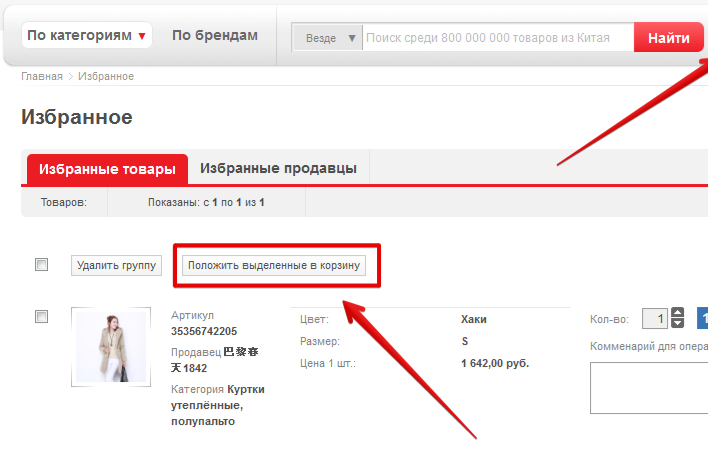 По категориям ▼ По брендам Везде ▼ Поиск среди 800 000 000 товаров из Китая Найти
Главная > Избранное
Избранное
Избранные товары Избранные продавцы
Товаров: Показаны: с 1 по 1 из 1
Удалить группу Положить выделенные в корзину
Артикул
35356742205
Продавец 巴黎春
天1842
Категория Куртки
утеплённые,
полупальто
Цвет: Хаки
Размер: S
Цена 1 шт.: 1 642,00 руб.
Кол-во: 1
Комменарий для опера